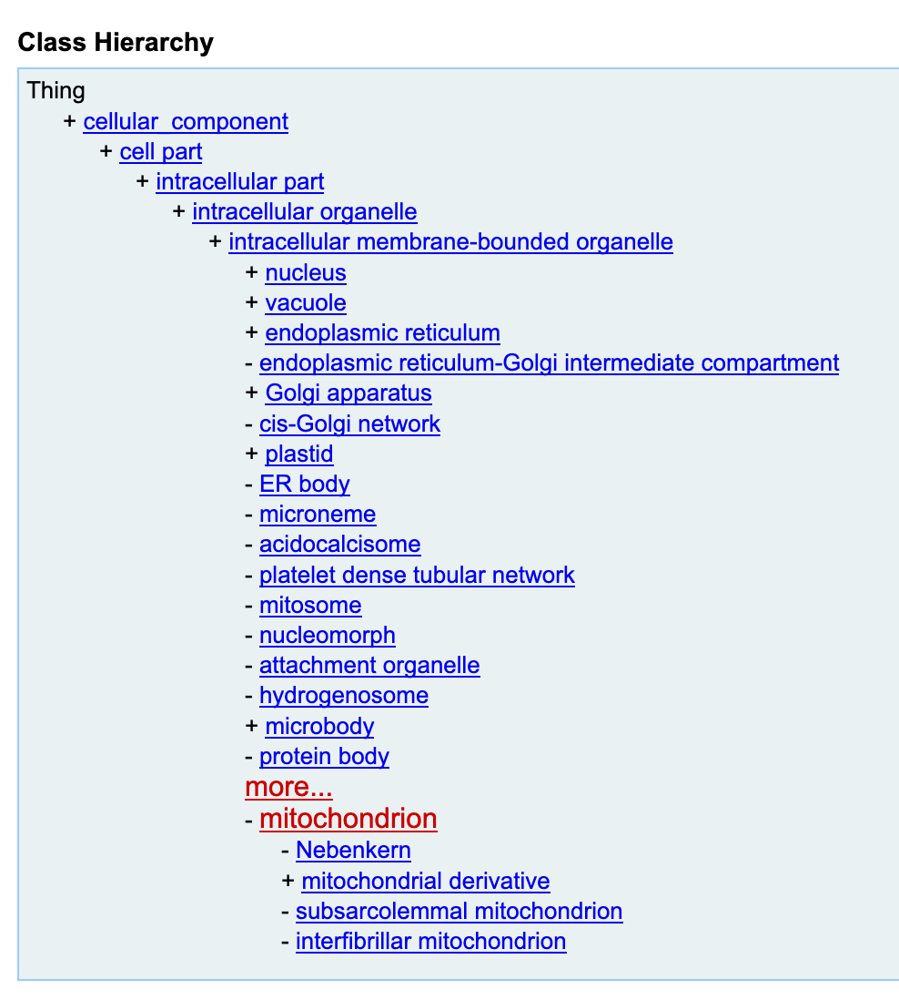 Class Hierarchy
Thing
+ cellular_component
+ cell part
+ intracellular part
+ intracellular organelle
+ intracellular membrane-bounded organelle
+ nucleus
+ vacuole
+ endoplasmic reticulum
- endoplasmic reticulum-Golgi intermediate compartment
+ Golgi apparatus
- cis-Golgi network
+ plastid
- ER body
- microneme
- acidocalcisome
- platelet dense tubular network
- mitosome
- nucleomorph
- attachment organelle
- hydrogenosome
+ microbody
- protein body
more...
- mitochondrion
- Nebenkern
+ mitochondrial derivative
- subsarcolemmal mitochondrion
- interfibrillar mitochondrion